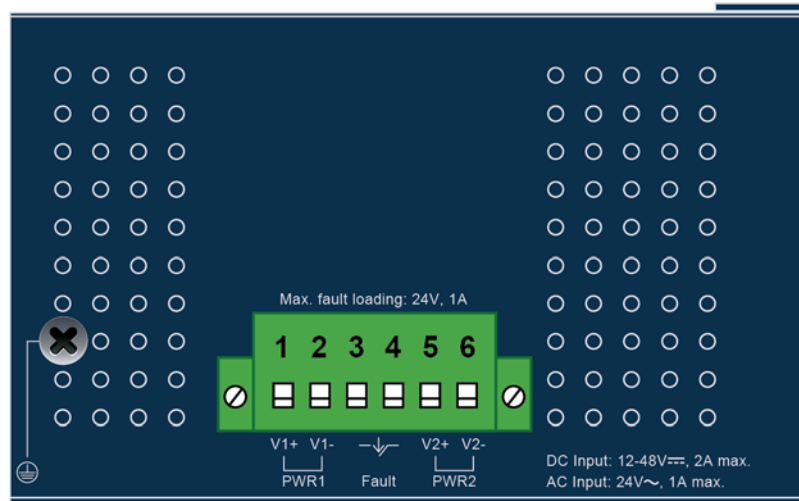 Max. fault loading: 24V, 1A
1 2 3 4 5 6
V1+ V1- V2+ V2-
PWR1 Fault PWR2
DC Input: 12-48V⎓, 2A max.
AC Input: 24V~, 1A max.